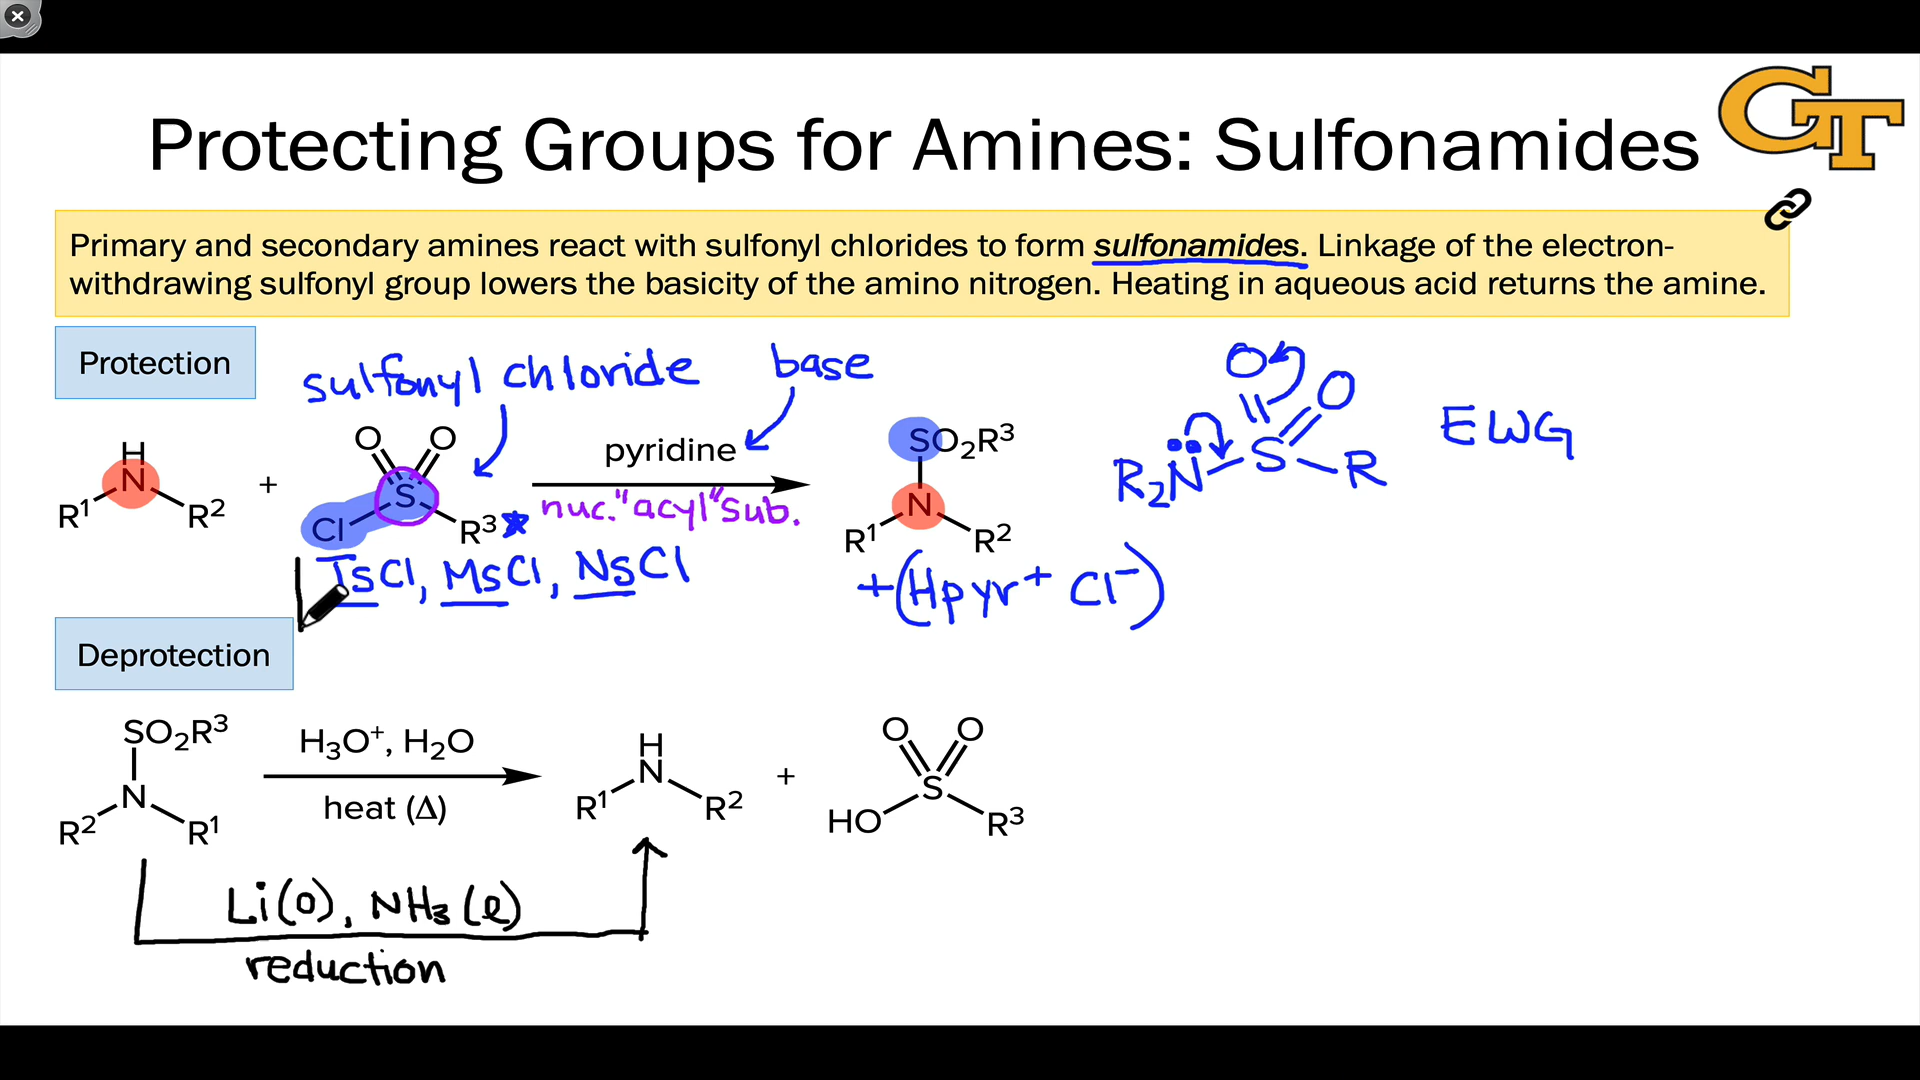 GT
Protecting Groups for Amines: Sulfonamides
Primary and secondary amines react with sulfonyl chlorides to form sulfonamides. Linkage of the electron-
withdrawing sulfonyl group lowers the basicity of the amino nitrogen. Heating in aqueous acid returns the amine.
Protection
sulfonyl chloride
base
H
N
R¹
R²
+
O
O
S
Cl
R³
pyridine
nuc. "acyl" sub.
SO₂R³
N
R¹
R²
O
O
R₂N
S
R
EWG
TsCl, MsCl, NsCl
+ (Hpyr⁺ Cl⁻)
Deprotection
SO₂R³
N
R²
R¹
H₃O⁺, H₂O
heat (Δ)
H
N
R¹
R²
+
O
O
S
HO
R³
Li(0), NH₃(l)
reduction